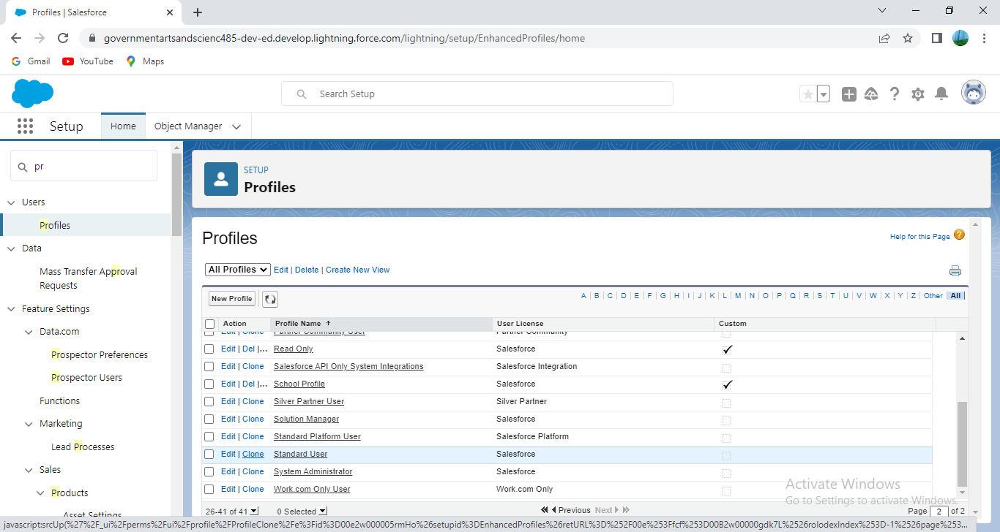 Profiles | Salesforce
governmentartsandscienc485-dev-ed.develop.lightning.force.com/lightning/setup/EnhancedProfiles/home
Gmail YouTube Maps
Search Setup
Setup Home Object Manager
pr
Users
Profiles
Data
Mass Transfer Approval
Requests
Feature Settings
Data.com
Prospector Preferences
Prospector Users
Functions
Marketing
Lead Processes
Sales
Products
Asset Settings
SETUP
Profiles
Profiles
Help for this Page ?
All Profiles Edit | Delete | Create New View
New Profile A | B | C | D | E | F | G | H | I | J | K | L | M | N | O | P | Q | R | S | T | U | V | W | X | Y | Z | Other | All |
Action Profile Name User License Custom
Edit | Clone Partner Community User Partner Community
Edit | Del |... Read Only Salesforce
Edit | Clone Salesforce API Only System Integrations Salesforce Integration
Edit | Del |... School Profile Salesforce
Edit | Clone Silver Partner User Silver Partner
Edit | Clone Solution Manager Salesforce
Edit | Clone Standard Platform User Salesforce Platform
Edit | Clone Standard User Salesforce
Edit | Clone System Administrator Salesforce
Edit | Clone Work.com Only User Work.com Only
26-41 of 41 0 Selected Previous Next Page 2 of 2
Activate Windows
Go to Settings to activate Windows.
javascript:srcUp(%27%2F_ui%2Fperms%2Fui%2Fprofile%2FProfileClone%2Fe%3Fid%3D00e2w000005rmHo%26setupid%3DEnhancedProfiles%26retURL%3D%252F00e%253Ffcf%253D00B2w00000gdk7L%2526rolodexIndex%253D-1%2526page%253...